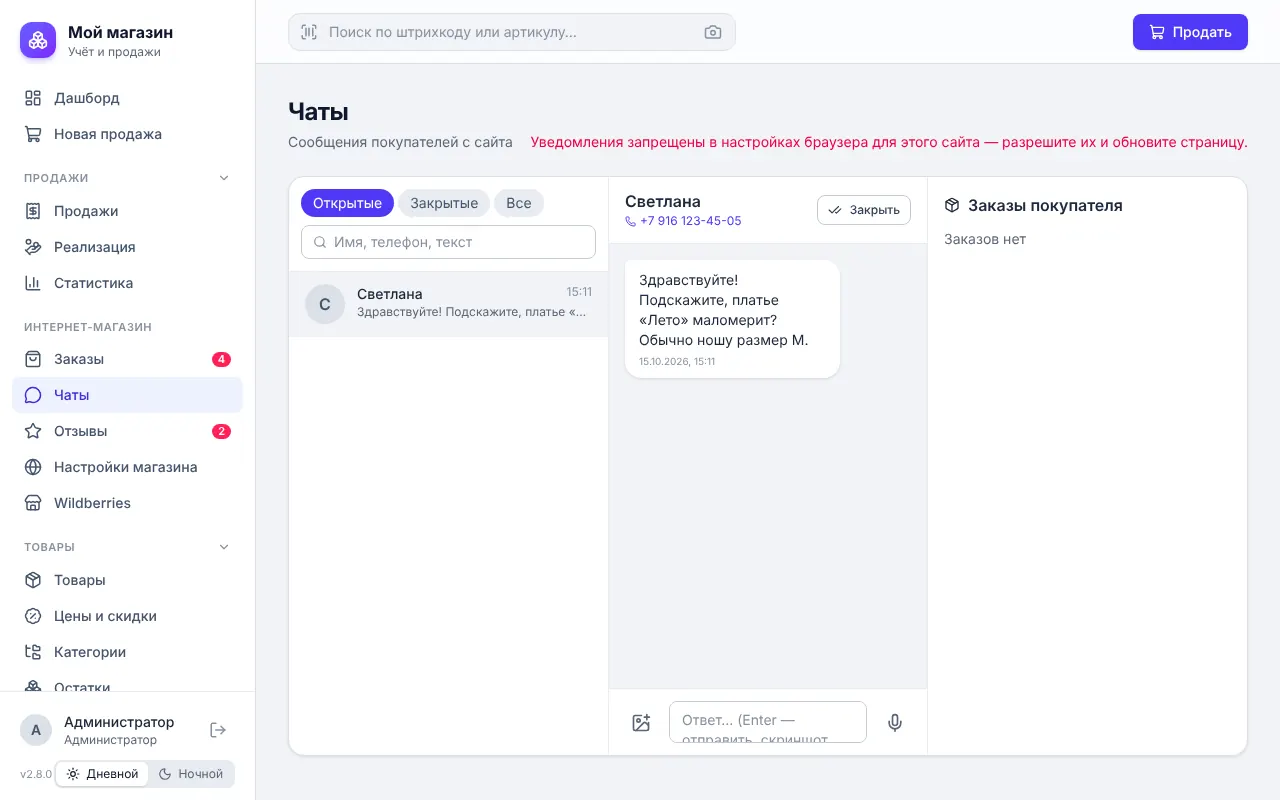 Мой магазин
Учёт и продажи
Дашборд
Новая продажа
ПРОДАЖИ
Продажи
Реализация
Статистика
ИНТЕРНЕТ-МАГАЗИН
Заказы 4
Чаты
Отзывы 2
Настройки магазина
Wildberries
ТОВАРЫ
Товары
Цены и скидки
Категории
Остатки
А
Администратор
Администратор
v2.8.0 Дневной Ночной
Поиск по штрихкоду или артикулу...
Продать
Чаты
Сообщения покупателей с сайта
Уведомления запрещены в настройках браузера для этого сайта — разрешите их и обновите страницу.
Открытые Закрытые Все
Имя, телефон, текст
С
Светлана 15:11
Здравствуйте! Подскажите, платье «...
Светлана
+7 916 123-45-05
Закрыть
Здравствуйте!
Подскажите, платье
«Лето» маломерит?
Обычно ношу размер М.
15.10.2026, 15:11
Ответ... (Enter —
отправить, скриншот
Заказы покупателя
Заказов нет